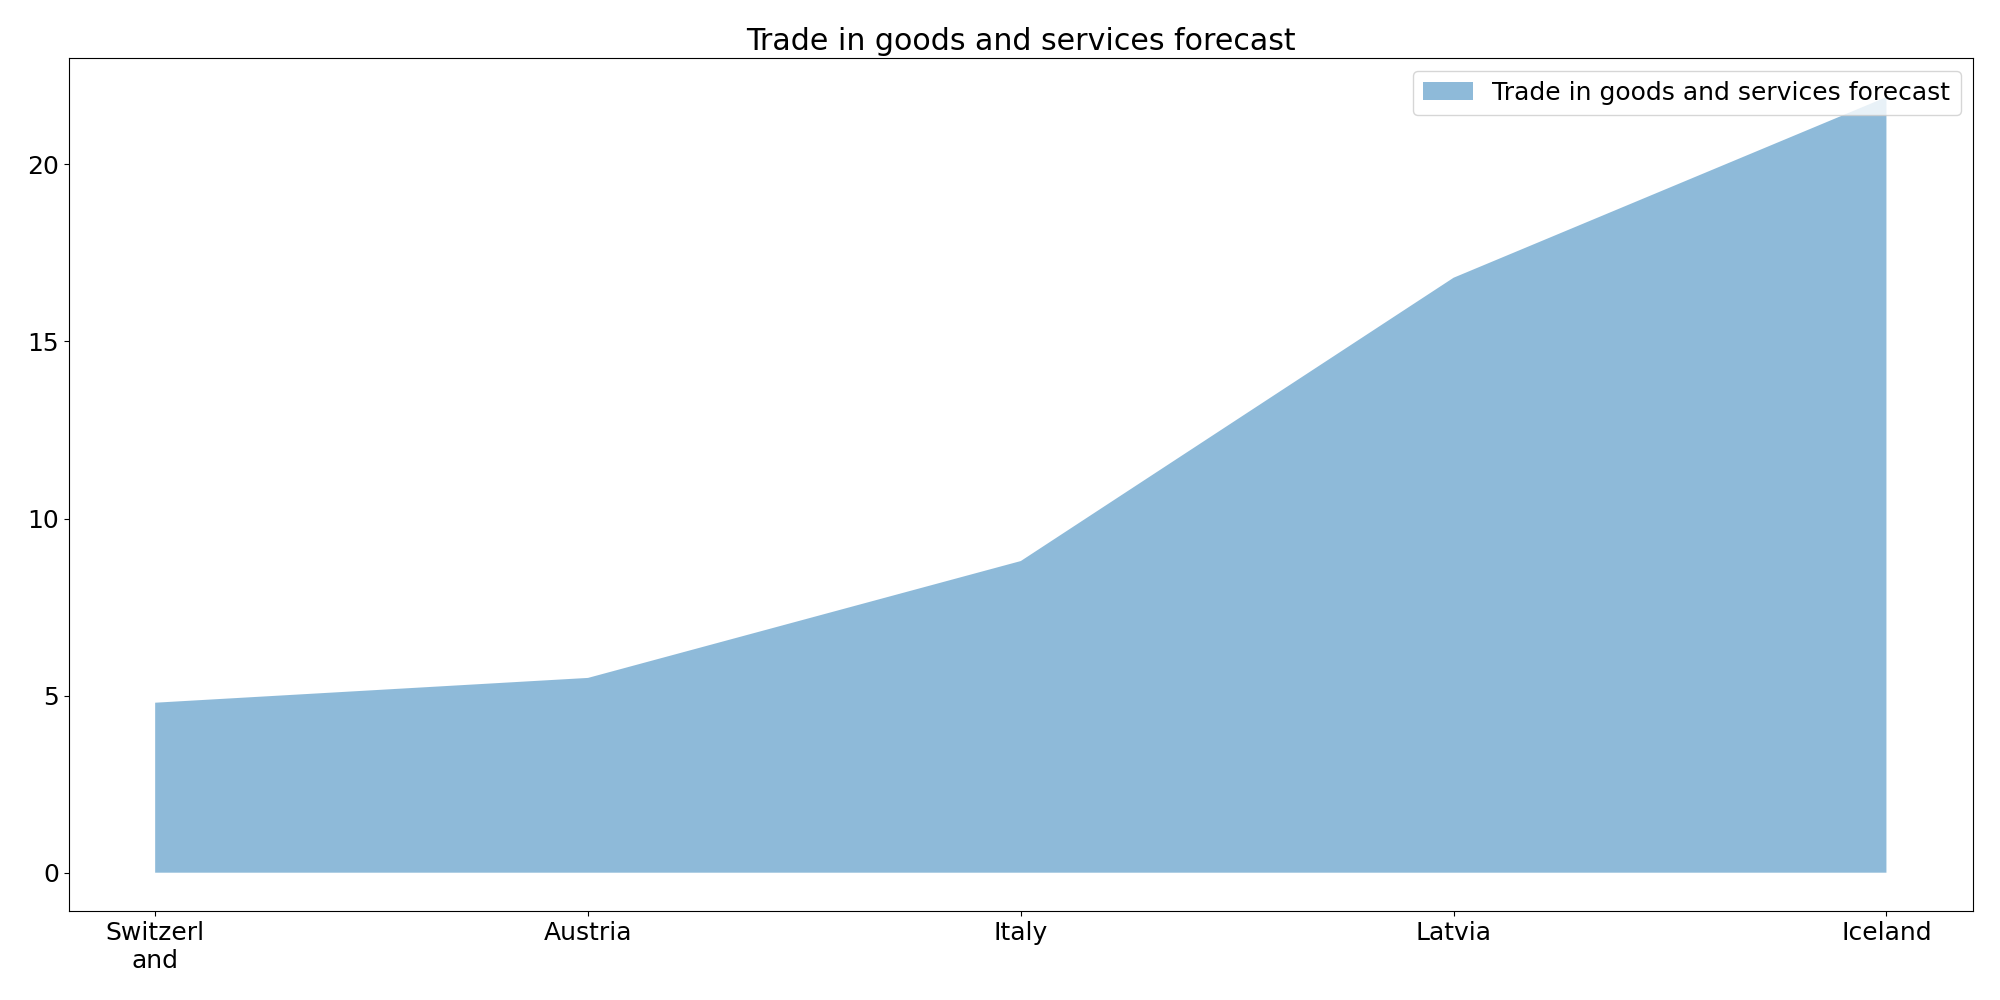 Trade in goods and services forecast
Trade in goods and services forecast
20
15
10
5
0
Switzerl
and
Austria
Italy
Latvia
Iceland